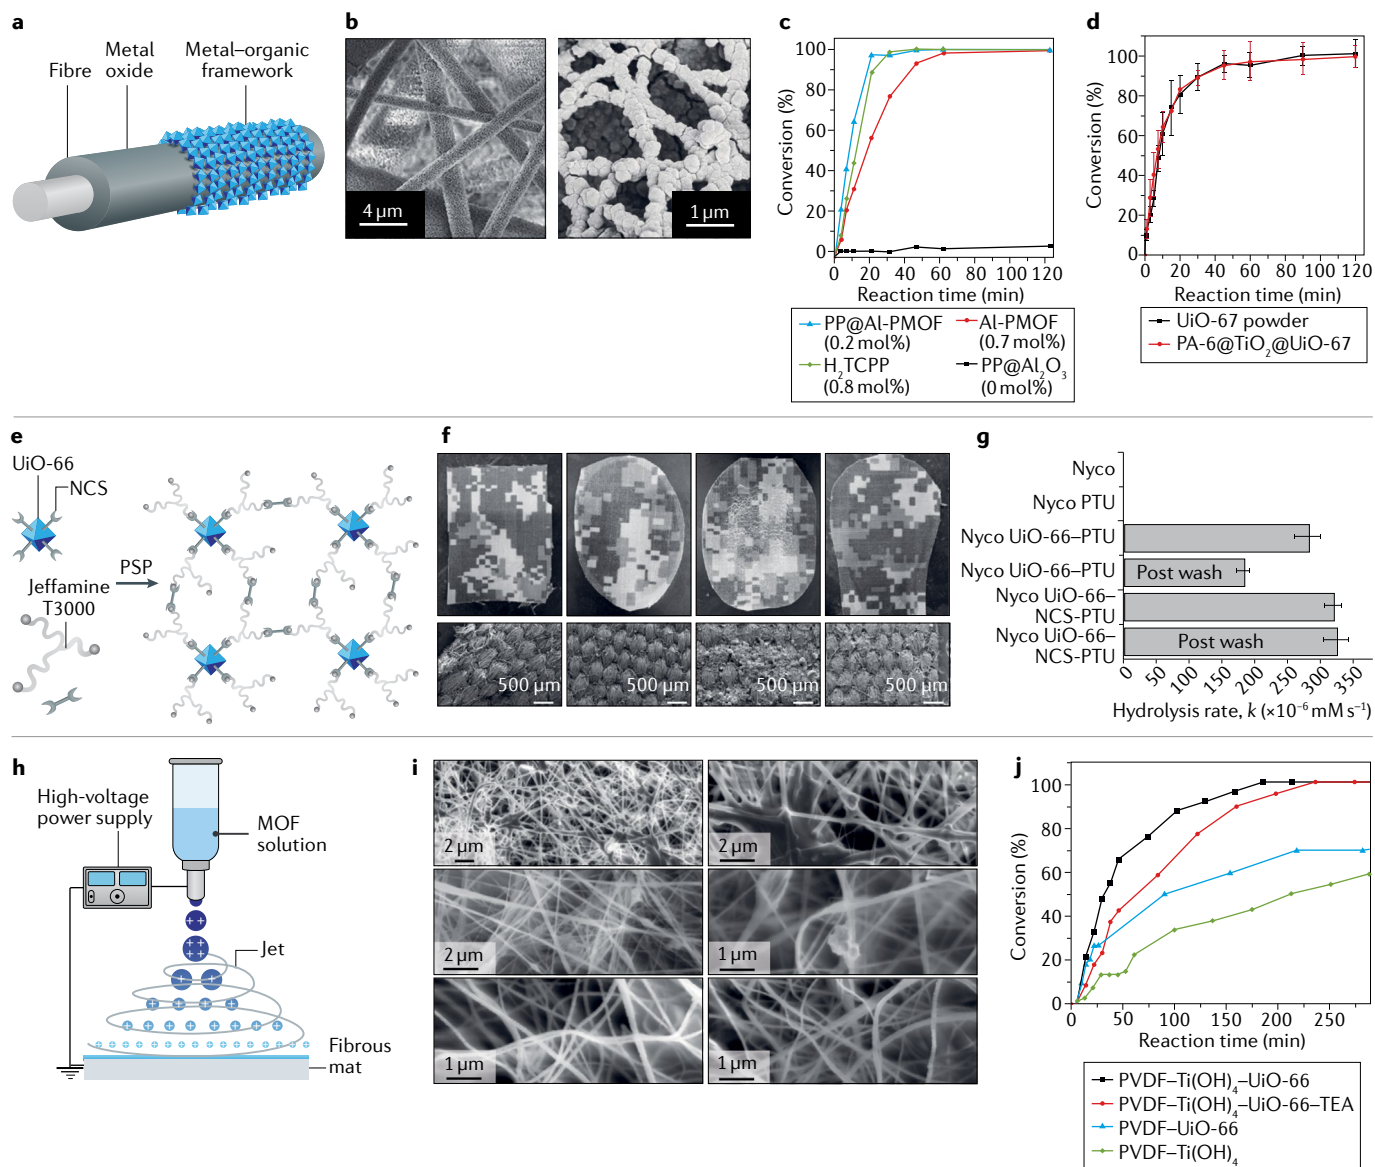 a
Fibre
Metal
oxide
Metal–organic
framework
b
4 μm
1 μm
c
Conversion (%)
100
80
60
40
20
0
0 20 40 60 80 100 120
Reaction time (min)
PP@Al-PMOF
(0.2 mol%)
Al-PMOF
(0.7 mol%)
H₂TCPP
(0.8 mol%)
PP@Al₂O₃
(0 mol%)
d
Conversion (%)
100
80
60
40
20
0
0 20 40 60 80 100 120
Reaction time (min)
UiO-67 powder
PA-6@TiO₂@UiO-67
e
UiO-66
NCS
PSP
Jeffamine
T3000
f
500 μm
500 μm
500 μm
500 μm
g
Nyco
Nyco PTU
Nyco UiO-66–PTU
Nyco UiO-66–PTU
Post wash
Nyco UiO-66–
NCS-PTU
Nyco UiO-66–
NCS-PTU
Post wash
0 50 100 150 200 250 300 350
Hydrolysis rate, k (×10⁻⁶ mM s⁻¹)
h
High-voltage
power supply
MOF
solution
Jet
Fibrous
mat
i
2 μm
2 μm
2 μm
1 μm
1 μm
1 μm
j
Conversion (%)
100
80
60
40
20
0
0 50 100 150 200 250
Reaction time (min)
PVDF–Ti(OH)₄–UiO-66
PVDF–Ti(OH)₄–UiO-66–TEA
PVDF–UiO-66
PVDF–Ti(OH)₄